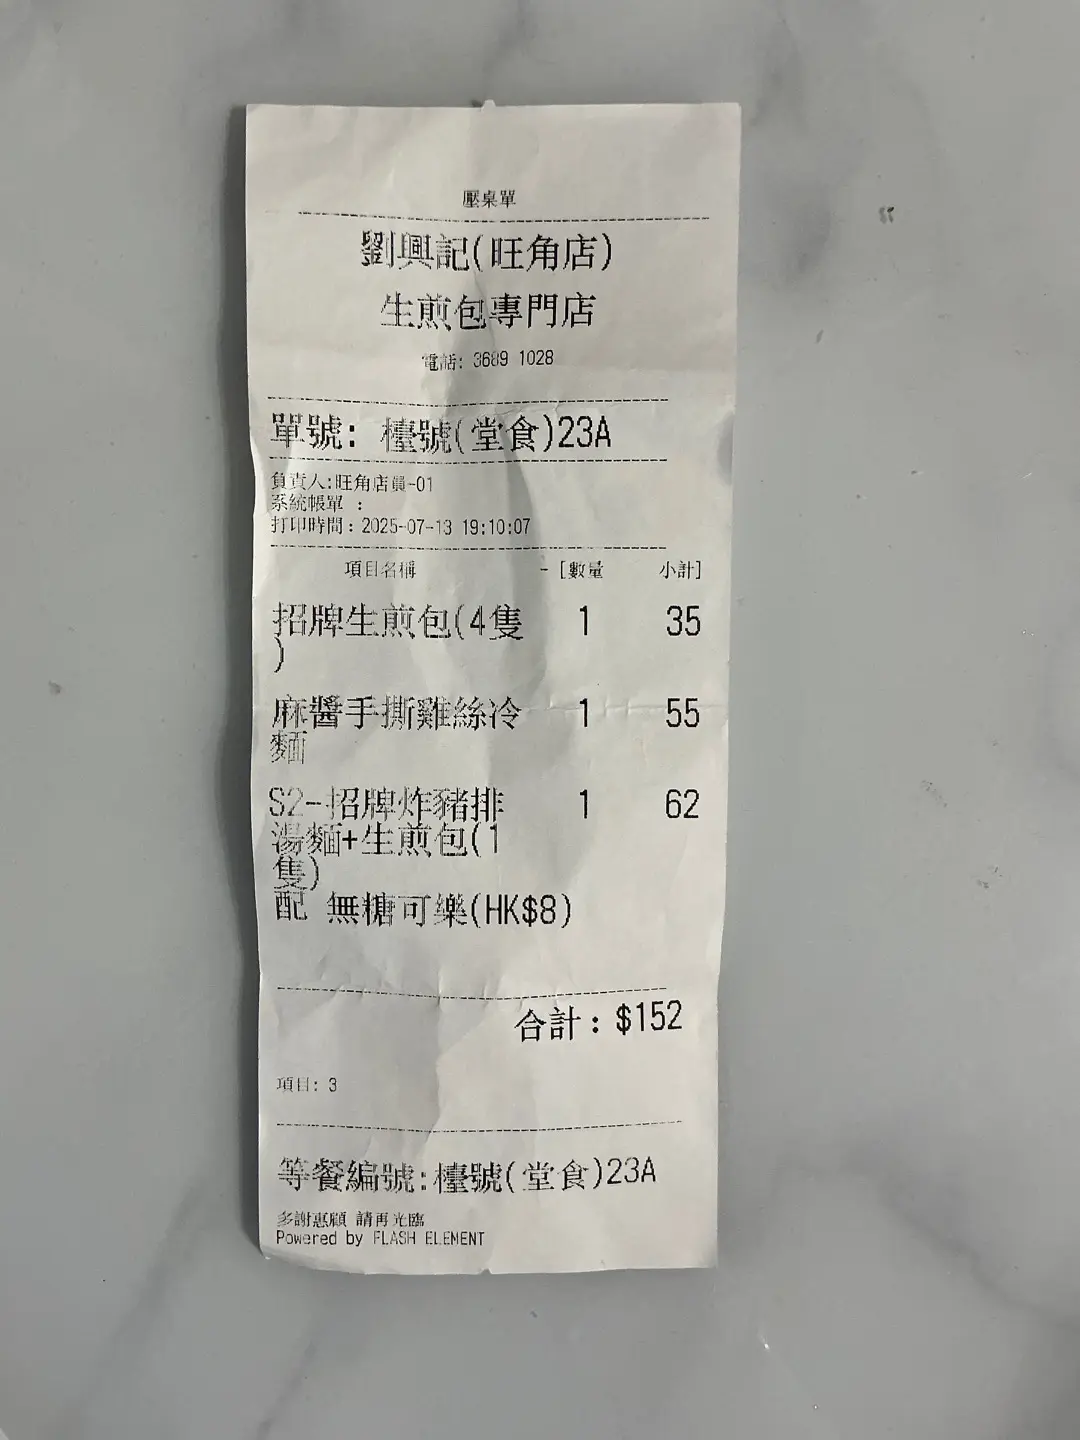 壓桌單
劉興記(旺角店)
生煎包專門店
電話: 3689 1028
單號: 檯號(堂食)23A
負責人:旺角店員-01
系統帳單 :
打印時間：2025-07-13 19:10:07
項目名稱 -[數量 小計]
招牌生煎包(4隻 1 35
)
麻醬手撕雞絲冷 1 55
麵
S2-招牌炸豬排 1 62
湯麵+生煎包(1
隻)
配 無糖可樂(HK$8)
合計：$152
項目: 3
等餐編號:檯號(堂食)23A
多謝惠顧 請再光臨
Powered by FLASH ELEMENT